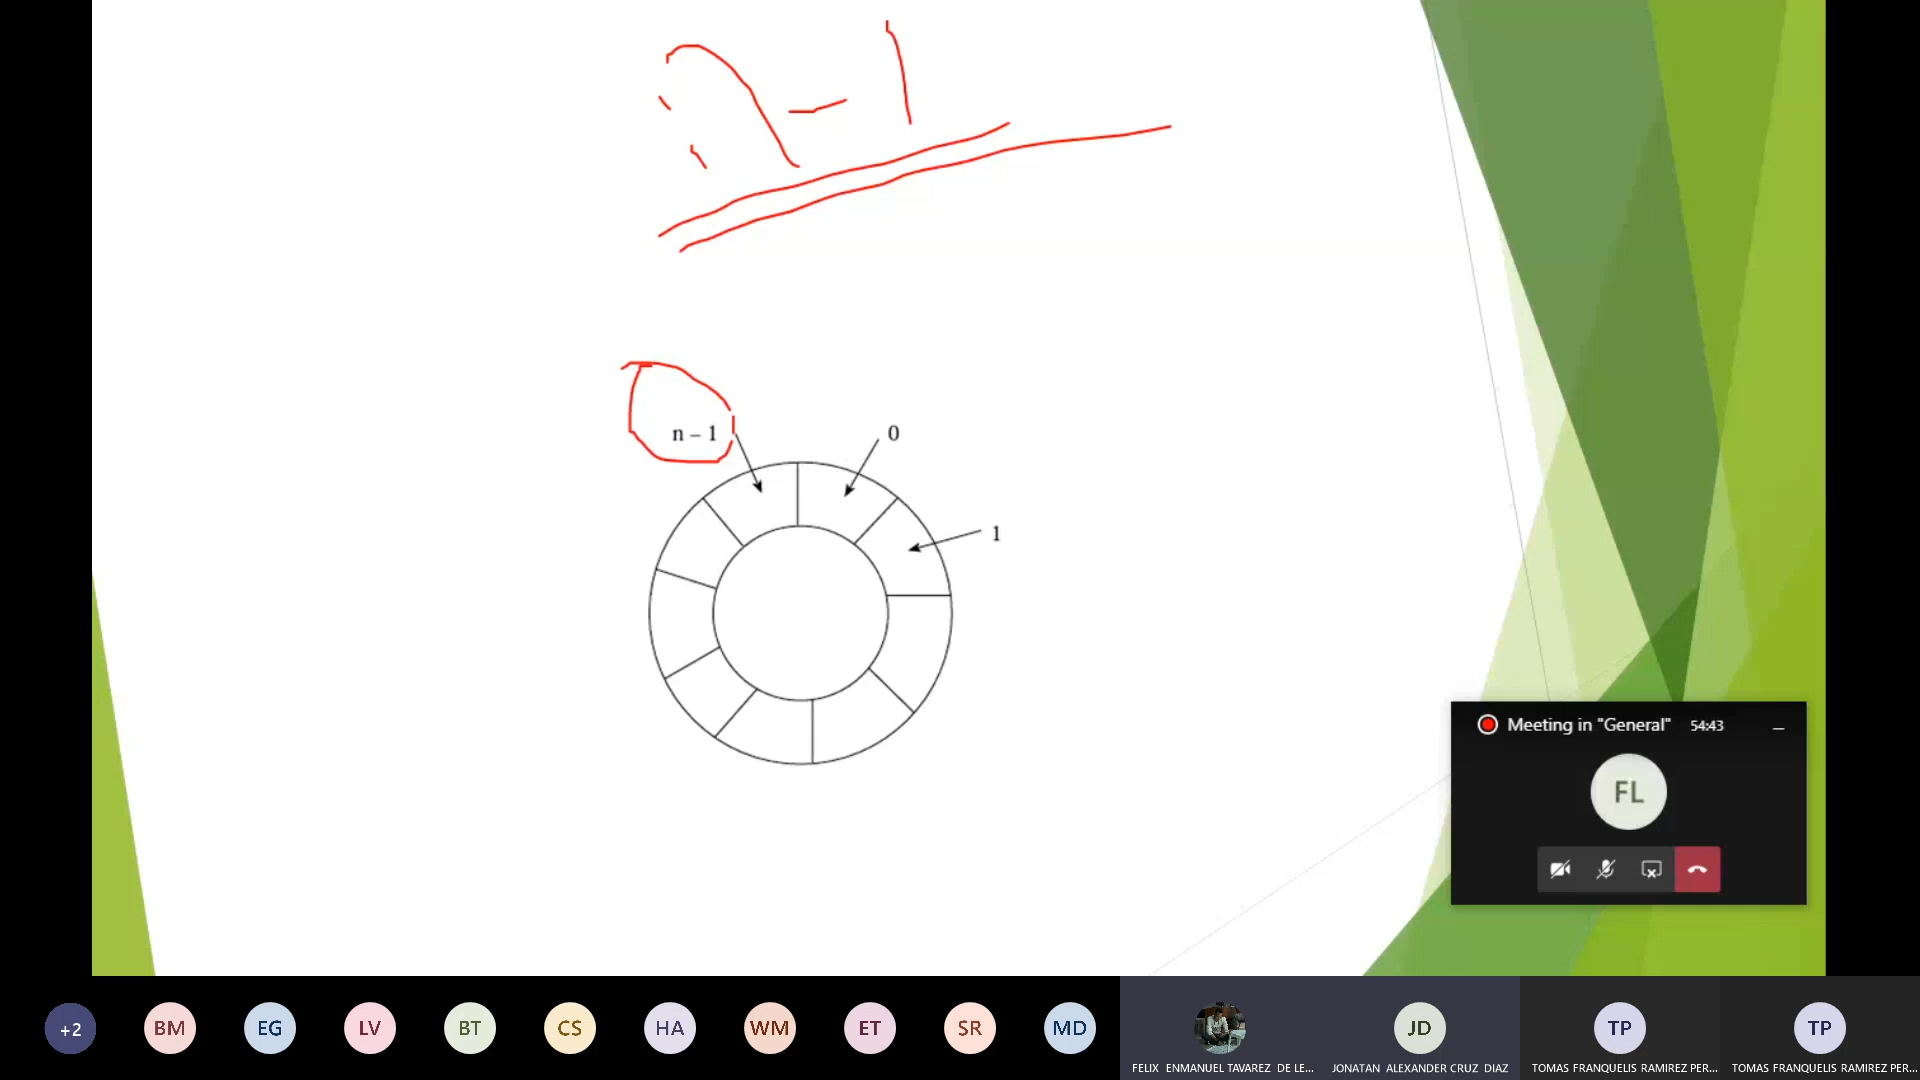 n - 1
n – 1
0
1
Meeting in "General" 54:43
FL
+2
BM
EG
LV
BT
CS
HA
WM
ET
SR
MD
JD
TP
TP
FELIX ENMANUEL TAVAREZ DE LE...
JONATAN ALEXANDER CRUZ DIAZ
TOMAS FRANQUELIS RAMIREZ PER...
TOMAS FRANQUELIS RAMIREZ PER...